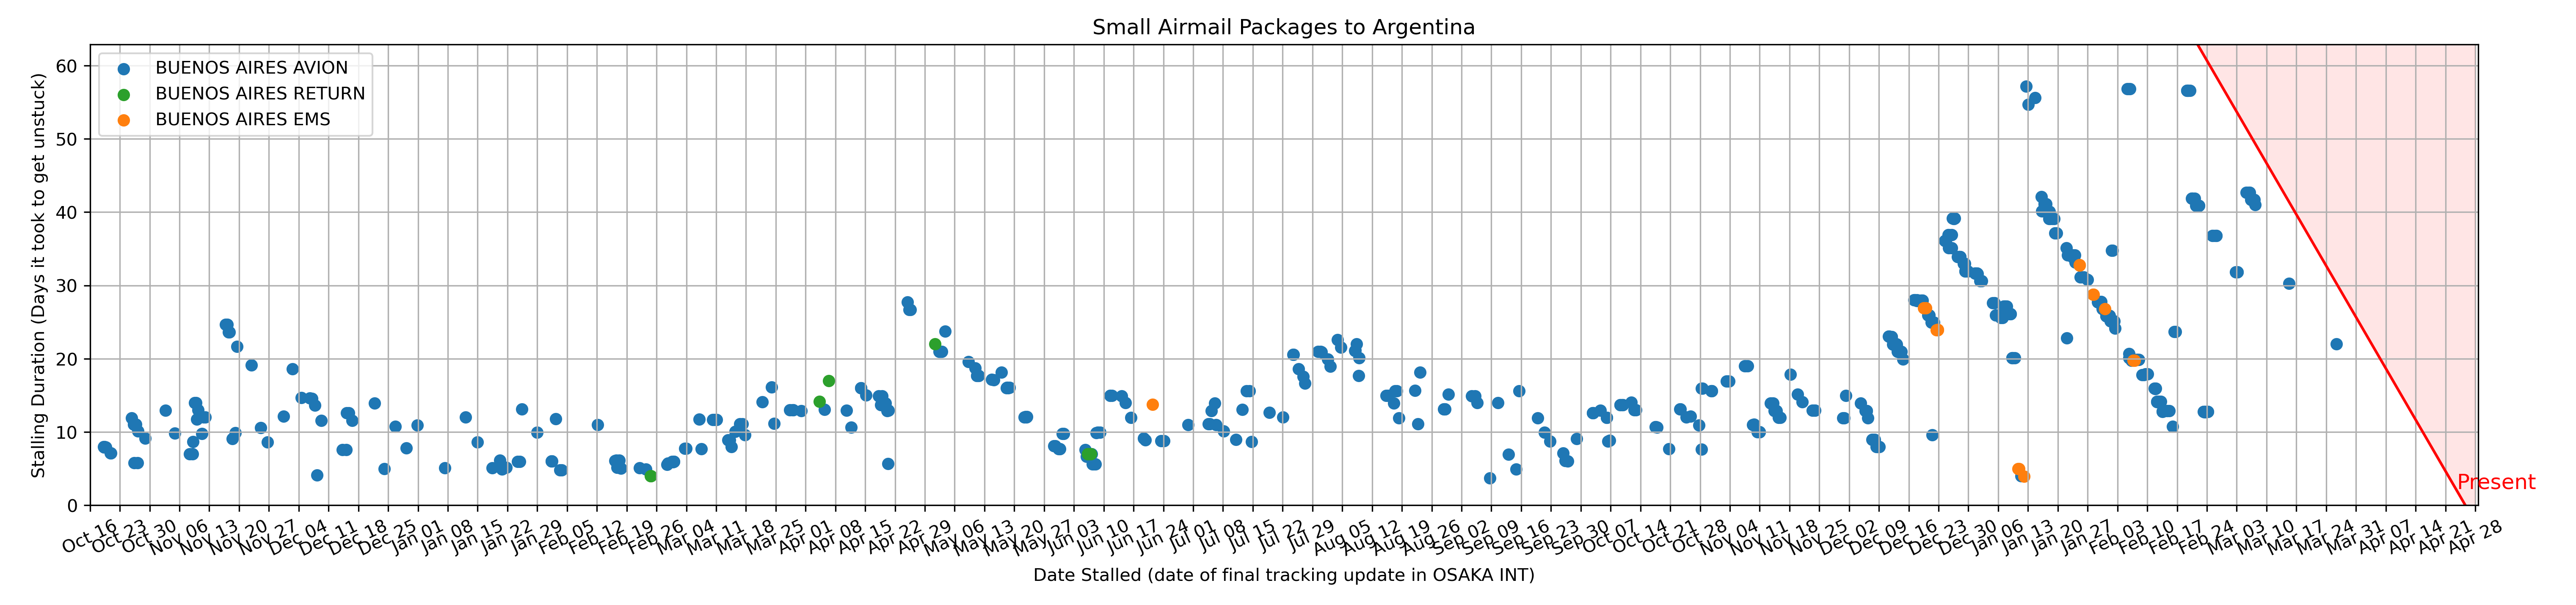 Small Airmail Packages to Argentina
Stalling Duration (Days it took to get unstuck)
60
50
40
30
20
10
0
BUENOS AIRES AVION
BUENOS AIRES RETURN
BUENOS AIRES EMS
Present
Oct 16
Oct 23
Oct 30
Nov 06
Nov 13
Nov 20
Nov 27
Dec 04
Dec 11
Dec 18
Dec 25
Jan 01
Jan 08
Jan 15
Jan 22
Jan 29
Feb 05
Feb 12
Feb 19
Feb 26
Mar 04
Mar 11
Mar 18
Mar 25
Apr 01
Apr 08
Apr 15
Apr 22
Apr 29
May 06
May 13
May 20
May 27
Jun 03
Jun 10
Jun 17
Jun 24
Jul 01
Jul 08
Jul 15
Jul 22
Jul 29
Aug 05
Aug 12
Aug 19
Aug 26
Sep 02
Sep 09
Sep 16
Sep 23
Sep 30
Oct 07
Oct 14
Oct 21
Oct 28
Nov 04
Nov 11
Nov 18
Nov 25
Dec 02
Dec 09
Dec 16
Dec 23
Dec 30
Jan 06
Jan 13
Jan 20
Jan 27
Feb 03
Feb 10
Feb 17
Feb 24
Mar 03
Mar 10
Mar 17
Mar 24
Mar 31
Apr 07
Apr 14
Apr 21
Apr 28
Date Stalled (date of final tracking update in OSAKA INT)